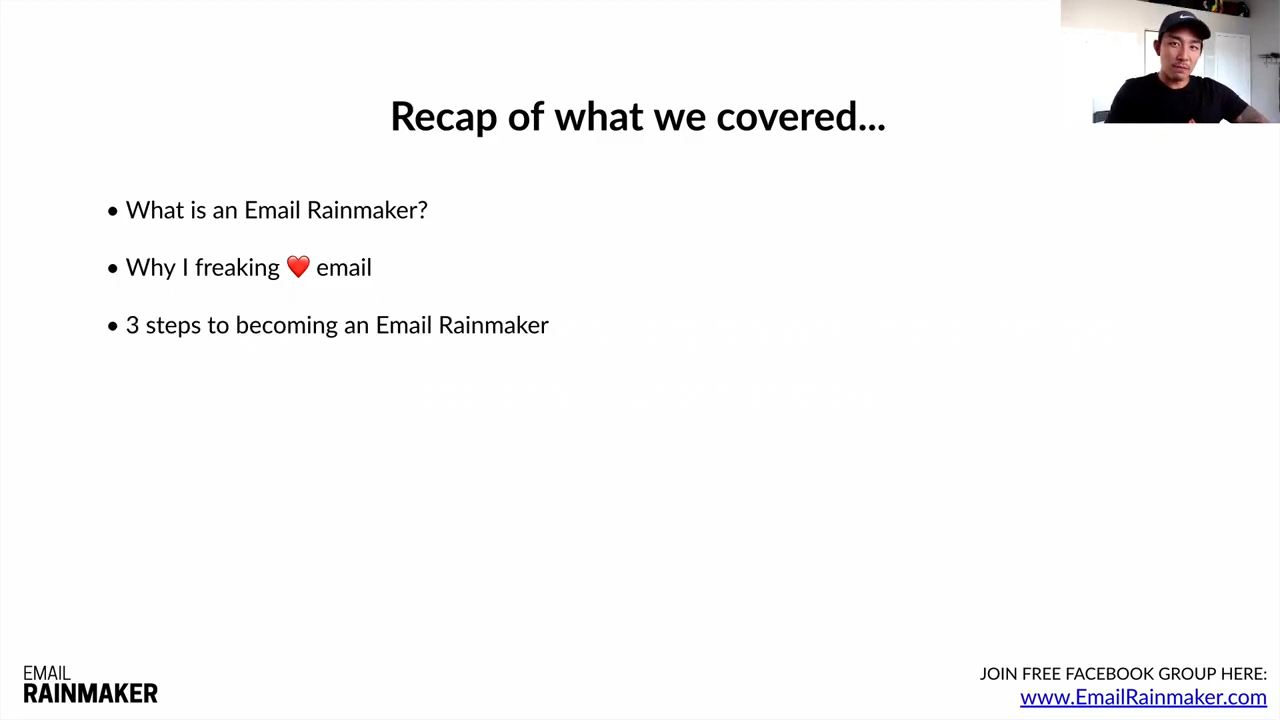 Recap of what we covered...
• What is an Email Rainmaker?
• Why I freaking ❤️ email
• 3 steps to becoming an Email Rainmaker
EMAIL
RAINMAKER
JOIN FREE FACEBOOK GROUP HERE:
www.EmailRainmaker.com